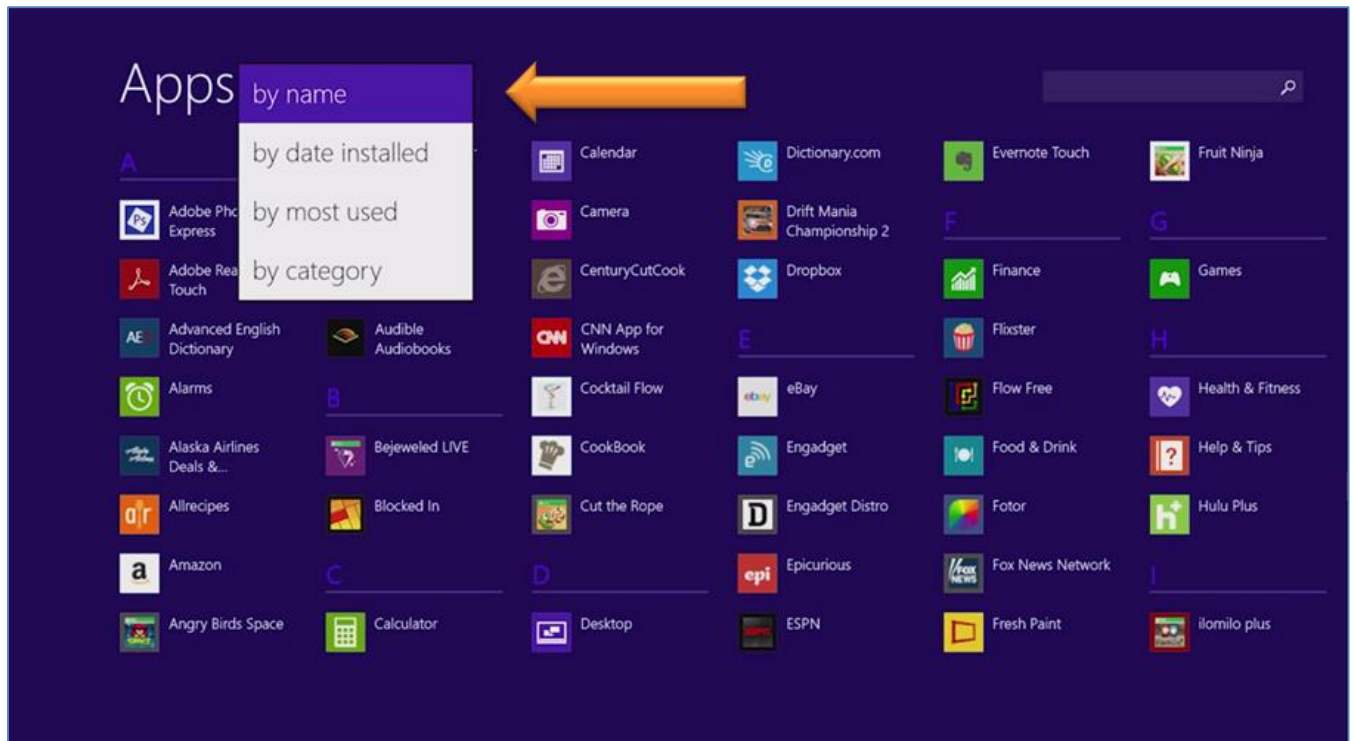 Apps
by name
by date installed
by most used
by category
A
Adobe Pho
Express
Adobe Rea
Touch
Advanced English
Dictionary
Alarms
Alaska Airlines
Deals &...
Allrecipes
Amazon
Angry Birds Space
Audible
Audiobooks
B
Bejeweled LIVE
Blocked In
C
Calculator
Calendar
Camera
CenturyCutCook
CNN App for
Windows
Cocktail Flow
CookBook
Cut the Rope
D
Desktop
Dictionary.com
Drift Mania
Championship 2
Dropbox
E
eBay
Engadget
Engadget Distro
Epicurious
ESPN
Evernote Touch
F
Finance
Flixster
Flow Free
Food & Drink
Fotor
Fox News Network
Fresh Paint
Fruit Ninja
G
Games
H
Health & Fitness
Help & Tips
Hulu Plus
I
ilomilo plus